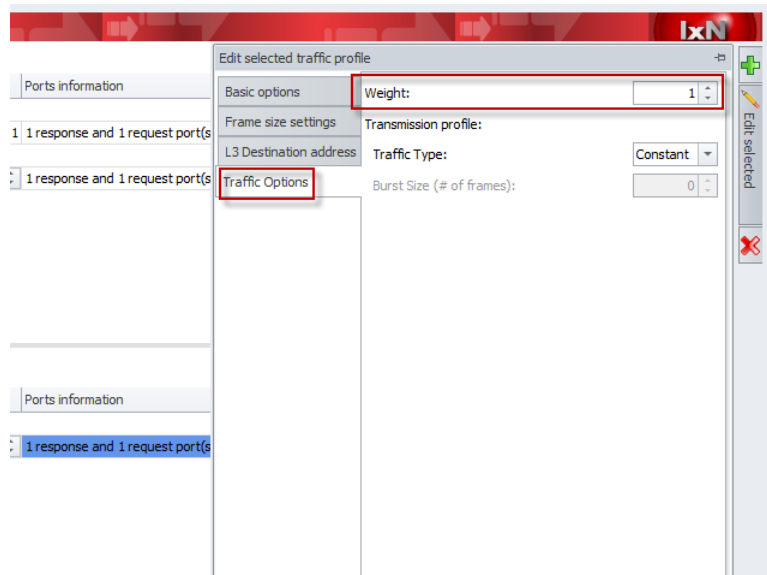 IxN
Edit selected traffic profile
Ports information
Basic options
Weight:
1
Frame size settings
Transmission profile:
1 1 response and 1 request port(s
L3 Destination address
Traffic Type:
Constant
1 response and 1 request port(s
Traffic Options
Burst Size (# of frames):
0
Edit selected
Ports information
1 response and 1 request port(s